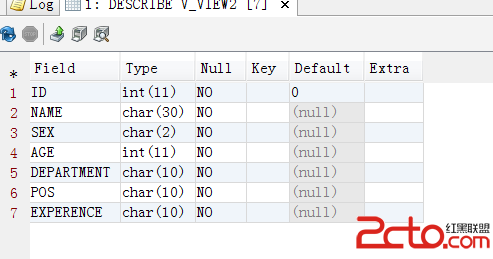 Log 1: DESCRIBE V_VIEW2 [7] ×
* Field Type Null Key Default Extra
1 ID int(11) NO 0
2 NAME char(30) NO (null)
3 SEX char(2) NO (null)
4 AGE int(11) NO (null)
5 DEPARTMENT char(10) NO (null)
6 POS char(10) NO (null)
7 EXPERENCE char(10) NO (null)
2cto.com 红黑联盟